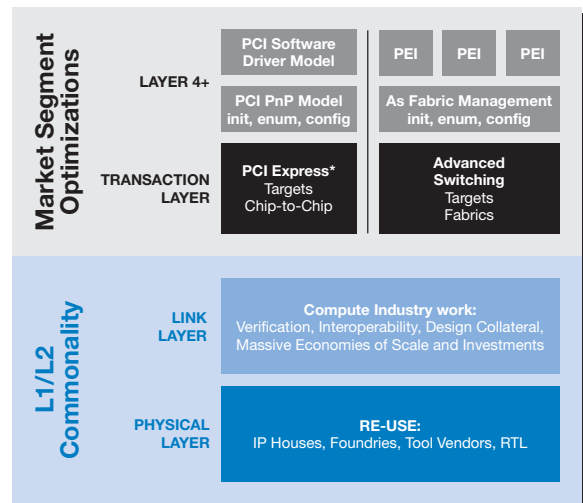 Market Segment
Optimizations
LAYER 4+
PCI Software
Driver Model
PEI
PEI
PEI
PCI PnP Model
init, enum, config
As Fabric Management
init, enum, config
TRANSACTION
LAYER
PCI Express*
Targets
Chip-to-Chip
Advanced
Switching
Targets
Fabrics
L1/L2
Commonality
LINK
LAYER
Compute Industry work:
Verification, Interoperability, Design Collateral,
Massive Economies of Scale and Investments
PHYSICAL
LAYER
RE-USE:
IP Houses, Foundries, Tool Vendors, RTL